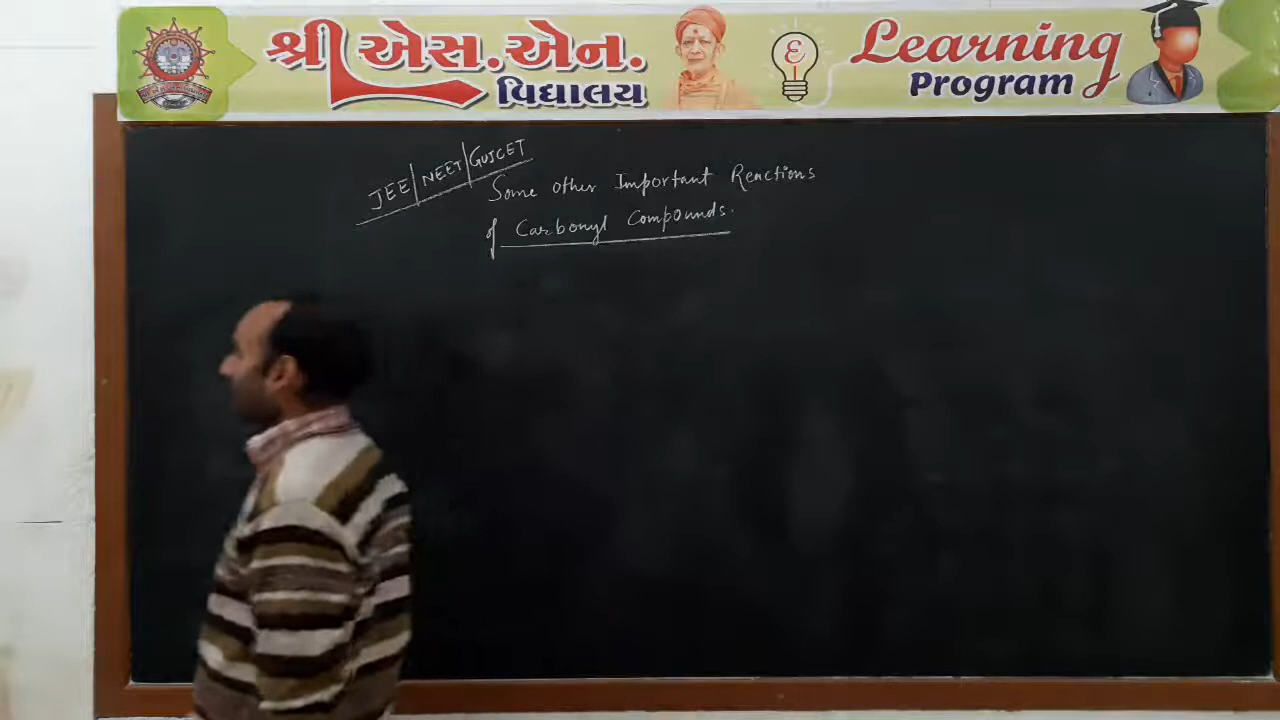 શ્રી એસ.એન.
વિદ્યાલય
Learning
Program
JEE|NEET|GUJCET
Some other Important Reactions
of Carbonyl Compounds.